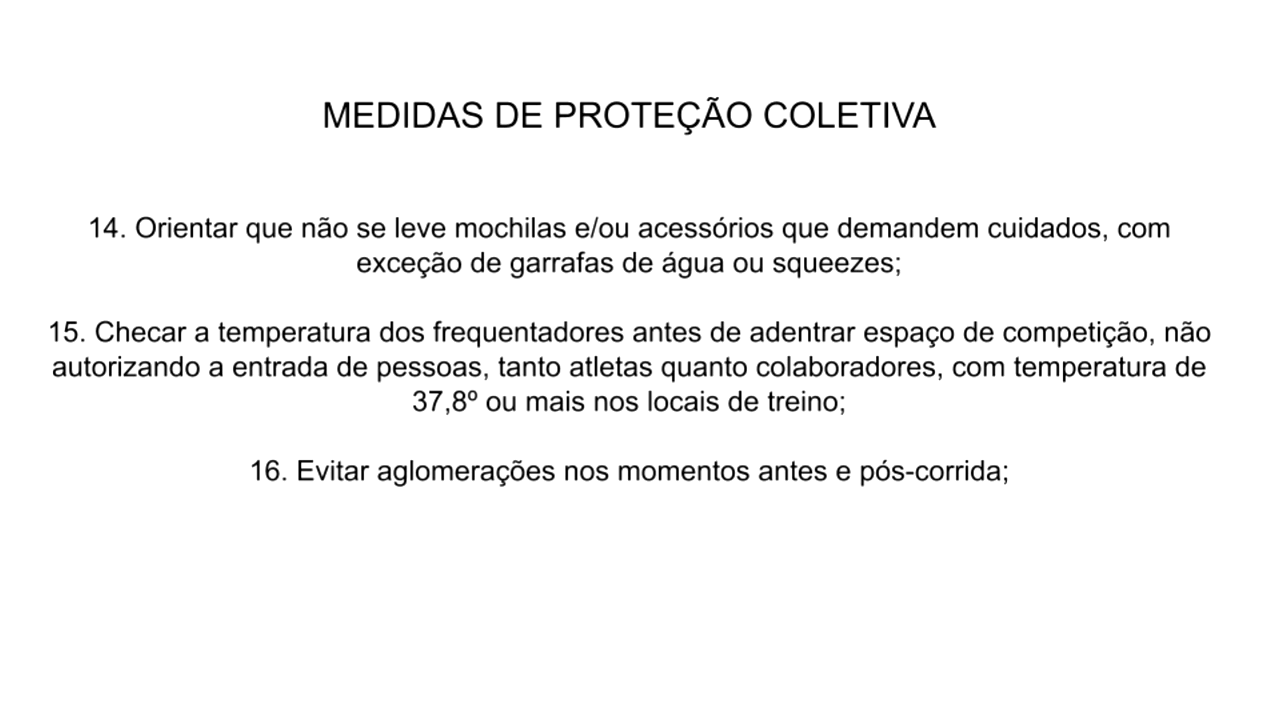 MEDIDAS DE PROTEÇÃO COLETIVA
14. Orientar que não se leve mochilas e/ou acessórios que demandem cuidados, com
exceção de garrafas de água ou squeezes;
15. Checar a temperatura dos frequentadores antes de adentrar espaço de competição, não
autorizando a entrada de pessoas, tanto atletas quanto colaboradores, com temperatura de
37,8º ou mais nos locais de treino;
16. Evitar aglomerações nos momentos antes e pós-corrida;